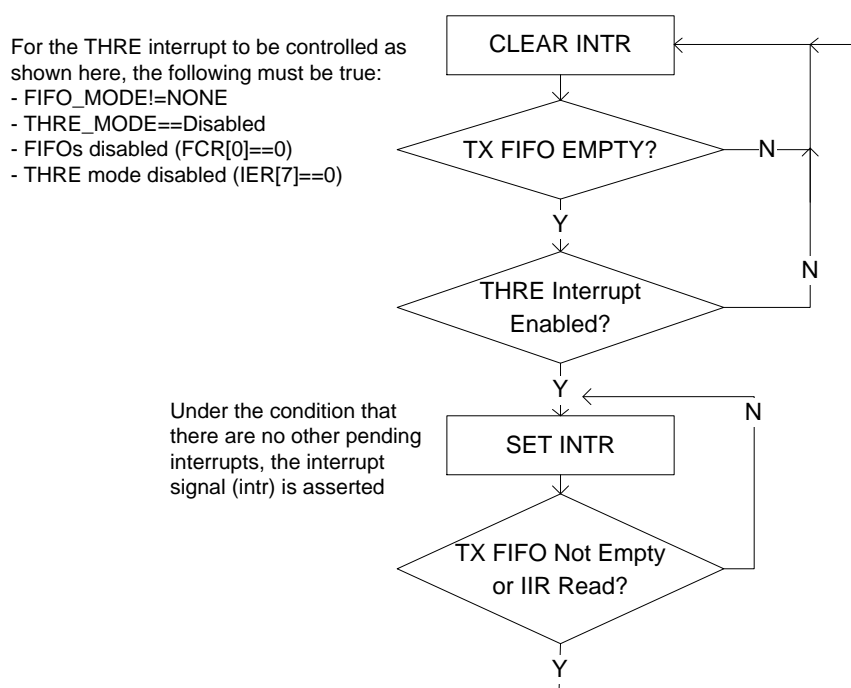 For the THRE interrupt to be controlled as
shown here, the following must be true:
- FIFO_MODE!=NONE
- THRE_MODE==Disabled
- FIFOs disabled (FCR[0]==0)
- THRE mode disabled (IER[7]==0)
CLEAR INTR
TX FIFO EMPTY?
N
Y
THRE Interrupt
Enabled?
N
Y
Under the condition that
there are no other pending
interrupts, the interrupt
signal (intr) is asserted
SET INTR
N
TX FIFO Not Empty
or IIR Read?
Y